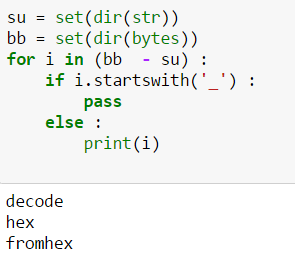 su = set(dir(str))
bb = set(dir(bytes))
for i in (bb  - su) :
    if i.startswith('_') :
        pass
    else :
        print(i)
decode
hex
fromhex